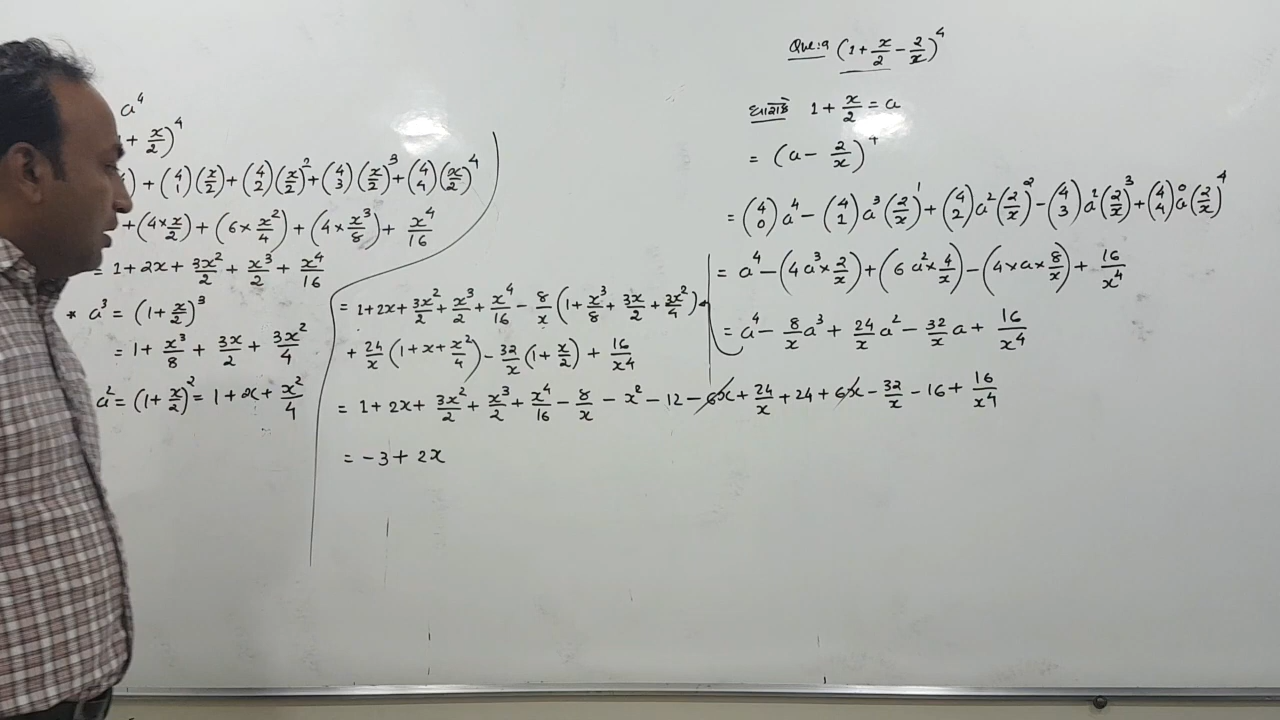 Que:9 (1 + x/2 - 2/x)^4
ધારોકે 1 + x/2 = a
= (a - 2/x)^4
= (4 0) a^4 - (4 1) a^3 (2/x)^1 + (4 2) a^2 (2/x)^2 - (4 3) a^1 (2/x)^3 + (4 4) a^0 (2/x)^4
= a^4 - (4a^3 × 2/x) + (6a^2 × 4/x) - (4 × a × 8/x) + 16/x^4
= a^4 - 8/x a^3 + 24/x a^2 - 32/x a + 16/x^4
a^4
+ x/2)^4
) + (4 1)(x/2) + (4 2)(x/2)^2 + (4 3)(x/2)^3 + (4 4)(x/2)^4
+ (4 × x/2) + (6 × x^2/4) + (4 × x^3/8) + x^4/16
= 1 + 2x + 3x^2/2 + x^3/2 + x^4/16
* a^3 = (1 + x/2)^3
= 1 + x^3/8 + 3x/2 + 3x^2/4
a^2 = (1 + x/2)^2 = 1 + x + x^2/4
= 1 + 2x + 3x^2/2 + x^3/2 + x^4/16 - 8/x (1 + x^3/8 + 3x/2 + 3x^2/4)
+ 24/x (1 + x + x^2/4) - 32/x (1 + x/2) + 16/x^4
= 1 + 2x + 3x^2/2 + x^3/2 + x^4/16 - 8/x - x^2 - 12 - 6x + 24/x + 24 + 6x - 32/x - 16 + 16/x^4
= -3 + 2x